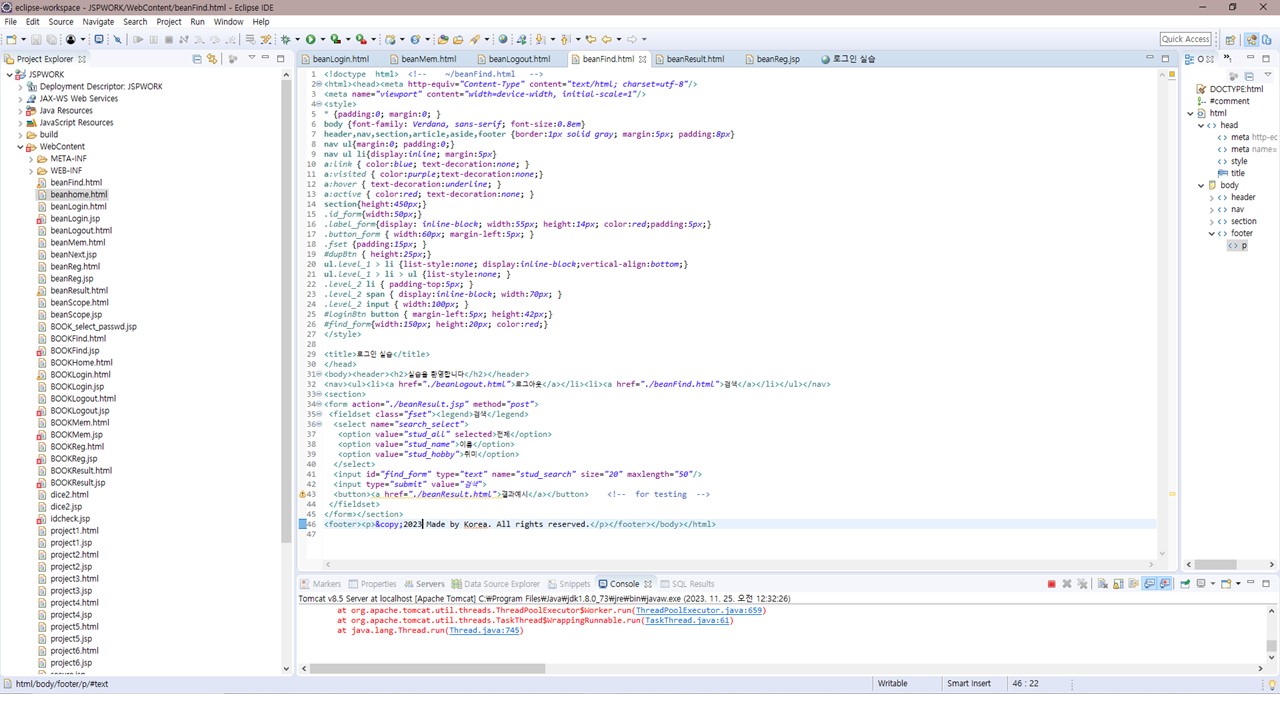 eclipse-workspace - JSPWORK/WebContent/beanFind.html - Eclipse IDE
File Edit Source Navigate Search Project Run Window Help
Quick Access
Project Explorer
beanLogin.html beanMem.html beanLogout.html beanFind.html beanResult.html beanReg.jsp 로그인 실습
JSPWORK
Deployment Descriptor: JSPWORK
JAX-WS Web Services
Java Resources
JavaScript Resources
build
WebContent
META-INF
WEB-INF
beanFind.html
beanhome.html
beanLogin.html
beanLogin.jsp
beanLogout.html
beanMem.html
beanNext.jsp
beanReg.html
beanReg.jsp
beanResult.html
beanScope.html
beanScope.jsp
BOOK_select_passwd.jsp
BOOKFind.html
BOOKFind.jsp
BOOKHome.html
BOOKLogin.html
BOOKLogin.jsp
BOOKLogout.html
BOOKLogout.jsp
BOOKMem.html
BOOKMem.jsp
BOOKReg.html
BOOKReg.jsp
BOOKResult.html
BOOKResult.jsp
dice2.html
dice2.jsp
idcheck.jsp
project1.html
project1.jsp
project2.html
project2.jsp
project3.html
project3.jsp
project4.html
project4.jsp
project5.html
project5.jsp
project6.html
project6.jsp
1 <!doctype html> <!-- ~/beanFind.html -->
2 <html><head><meta http-equiv="Content-Type" content="text/html; charset=utf-8"/>
3 <meta name="viewport" content="width=device-width, initial-scale=1"/>
4 <style>
5 * {padding:0; margin:0; }
6 body {font-family: Verdana, sans-serif; font-size:0.8em}
7 header,nav,section,article,aside,footer {border:1px solid gray; margin:5px; padding:8px}
8 nav ul{margin:0; padding:0;}
9 nav ul li{display:inline; margin:5px}
10 a:link { color:blue; text-decoration:none; }
11 a:visited { color:purple;text-decoration:none;}
12 a:hover { text-decoration:underline; }
13 a:active { color:red; text-decoration:none; }
14 section{height:450px;}
15 .id_form{width:50px;}
16 .label_form{display: inline-block; width:55px; height:14px; color:red;padding:5px;}
17 .button_form { width:60px; margin-left:5px; }
18 .fset {padding:15px; }
19 #dupBtn { height:25px;}
20 ul.level_1 > li {list-style:none; display:inline-block;vertical-align:bottom;}
21 ul.level_1 > li > ul {list-style:none; }
22 .level_2 li { padding-top:5px; }
23 .level_2 span { display:inline-block; width:70px; }
24 .level_2 input { width:100px; }
25 #loginBtn button { margin-left:5px; height:42px;}
26 #find_form{width:150px; height:20px; color:red;}
27 </style>
28
29 <title>로그인 실습</title>
30 </head>
31 <body><header><h2>실습을 환영합니다</h2></header>
32 <nav><ul><li><a href="./beanLogout.html">로그아웃</a></li><li><a href="./beanFind.html">검색</a></li></ul></nav>
33 <section>
34 <form action="./beanResult.jsp" method="post">
35 <fieldset class="fset"><legend>검색</legend>
36 <select name="search_select">
37 <option value="stud_all" selected>전체</option>
38 <option value="stud_name">이름</option>
39 <option value="stud_hobby">취미</option>
40 </select>
41 <input id="find_form" type="text" name="stud_search" size="20" maxlength="50"/>
42 <input type="submit" value="검색">
43 <button><a href="./beanResult.html">결과예시</a></button> <!-- for testing -->
44 </fieldset>
45 </form></section>
46 <footer><p>&copy;2023 Made by Korea. All rights reserved.</p></footer></body></html>
47
DOCTYPE:html
#comment
html
head
meta http-ec
meta name=
style
title
body
header
nav
section
footer
p
Markers Properties Servers Data Source Explorer Snippets Console SQL Results
Tomcat v8.5 Server at localhost [Apache Tomcat] C:₩Program Files₩Java₩jdk1.8.0_73₩jre₩bin₩javaw.exe (2023. 11. 25. 오전 12:32:26)
at org.apache.tomcat.util.threads.ThreadPoolExecutor$Worker.run(ThreadPoolExecutor.java:659)
at org.apache.tomcat.util.threads.TaskThread$WrappingRunnable.run(TaskThread.java:61)
at java.lang.Thread.run(Thread.java:745)
html/body/footer/p/#text
Writable Smart Insert 46 : 22